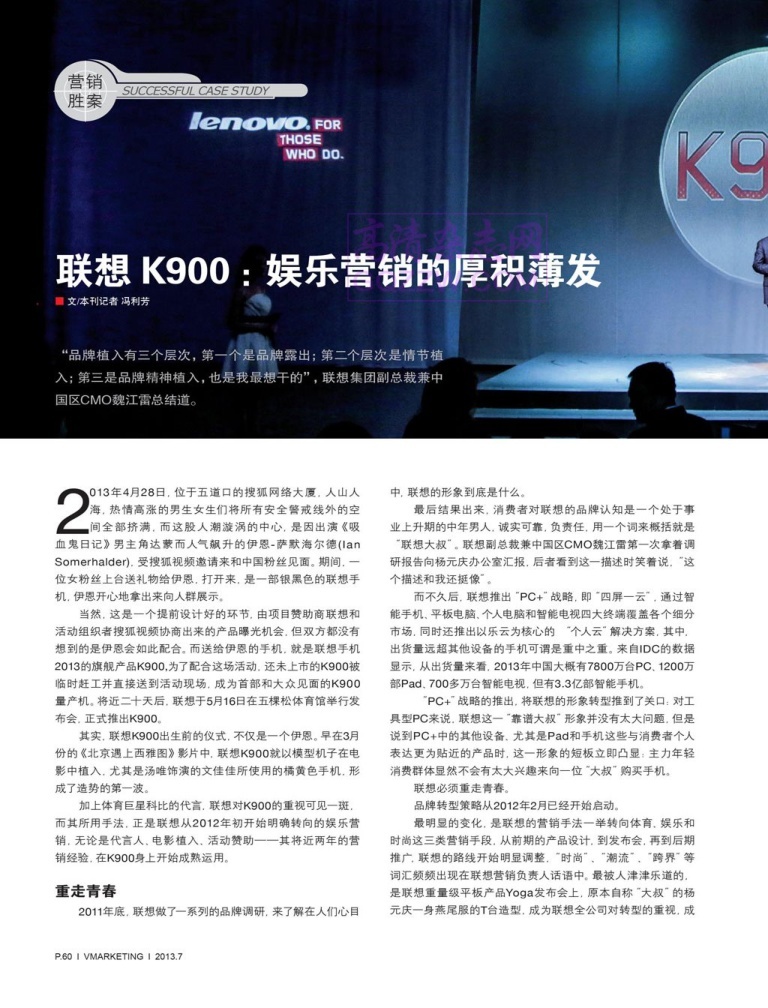 营销
胜案
SUCCESSFUL CASE STUDY
lenovo. FOR
THOSE
WHO DO.
K9
高清杂志网
联想 K900：娱乐营销的厚积薄发
■ 文/本刊记者 冯利芳
“品牌植入有三个层次，第一个是品牌露出；第二个层次是情节植
入；第三是品牌精神植入，也是我最想干的”，联想集团副总裁兼中
国区CMO魏江雷总结道。
2013年4月28日，位于五道口的搜狐网络大厦，人山人
海，热情高涨的男生女生们将所有安全警戒线外的空
间全部挤满，而这股人潮漩涡的中心，是因出演《吸
血鬼日记》男主角达蒙而人气飙升的伊恩-萨默海尔德(Ian
Somerhalder)，受搜狐视频邀请来和中国粉丝见面。期间，一
位女粉丝上台送礼物给伊恩，打开来，是一部银黑色的联想手
机，伊恩开心地拿出来向人群展示。
当然，这是一个提前设计好的环节，由项目赞助商联想和
活动组织者搜狐视频协商出来的产品曝光机会，但双方都没有
想到的是伊恩会如此配合。而送给伊恩的手机，就是联想手机
2013的旗舰产品K900,为了配合这场活动，还未上市的K900被
临时赶工并直接送到活动现场，成为首部和大众见面的K900
量产机。将近二十天后，联想于5月16日在五棵松体育馆举行发
布会，正式推出K900。
其实，联想K900出生前的仪式，不仅是一个伊恩。早在3月
份的《北京遇上西雅图》影片中，联想K900就以模型机子在电
影中植入，尤其是汤唯饰演的文佳佳所使用的橘黄色手机，形
成了造势的第一波。
加上体育巨星科比的代言，联想对K900的重视可见一斑，
而其所用手法，正是联想从2012年初开始明确转向的娱乐营
销，无论是代言人、电影植入、活动赞助——其将近两年的营
销经验，在K900身上开始成熟运用。
重走青春
2011年底，联想做了一系列的品牌调研，来了解在人们心目
中，联想的形象到底是什么。
最后结果出来，消费者对联想的品牌认知是一个处于事
业上升期的中年男人，诚实可靠，负责任，用一个词来概括就是
“联想大叔”。联想副总裁兼中国区CMO魏江雷第一次拿着调
研报告向杨元庆办公室汇报，后者看到这一描述时笑着说，“这
个描述和我还挺像”。
而不久后，联想推出“PC+”战略，即“四屏一云”，通过智
能手机、平板电脑、个人电脑和智能电视四大终端覆盖各个细分
市场，同时还推出以乐云为核心的 “个人云”解决方案，其中，
出货量远超其他设备的手机可谓是重中之重。来自IDC的数据
显示，从出货量来看，2013年中国大概有7800万台PC、1200万
部Pad、700多万台智能电视，但有3.3亿部智能手机。
“PC+”战略的推出，将联想的形象转型推到了关口：对工
具型PC来说，联想这一“靠谱大叔”形象并没有太大问题，但是
说到PC+中的其他设备，尤其是Pad和手机这些与消费者个人
表达更为贴近的产品时，这一形象的短板立即凸显：主力年轻
消费群体显然不会有太大兴趣来向一位“大叔”购买手机。
联想必须重走青春。
品牌转型策略从2012年2月已经开始启动。
最明显的变化，是联想的营销手法一举转向体育、娱乐和
时尚这三类营销手段，从前期的产品设计，到发布会，再到后期
推广，联想的路线开始明显调整，“时尚”、“潮流”、“跨界”等
词汇频频出现在联想营销负责人话语中。最被人津津乐道的，
是联想重量级平板产品Yoga发布会上，原本自称“大叔”的杨
元庆一身燕尾服的T台造型，成为联想全公司对转型的重视，成
P.60 I VMARKETING I 2013.7